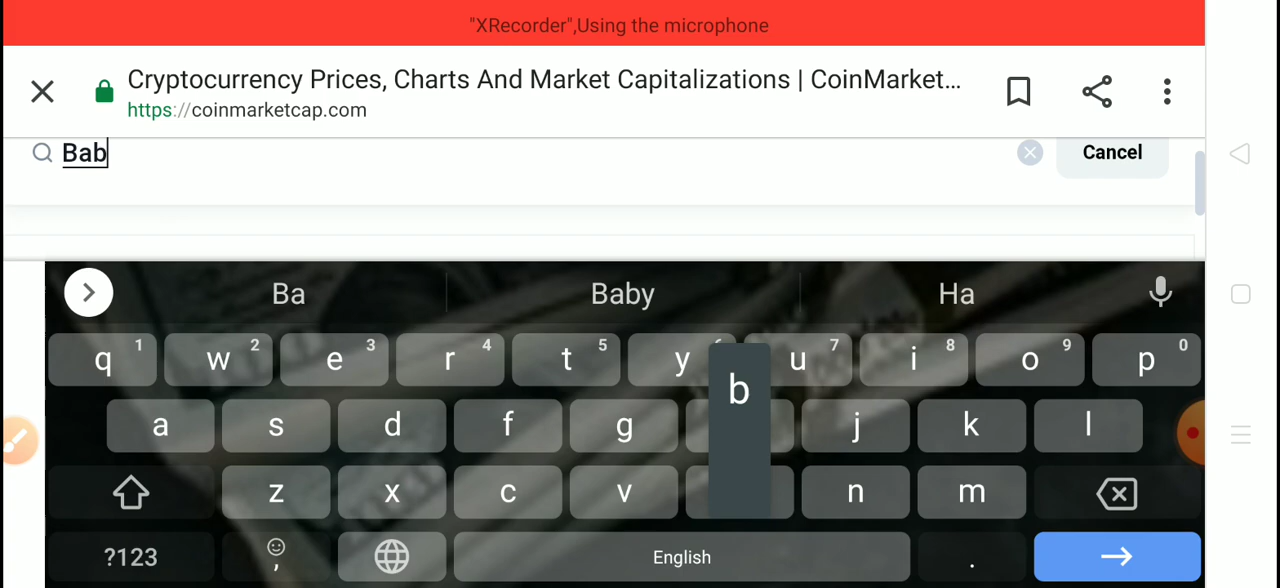 "XRecorder",Using the microphone
Cryptocurrency Prices, Charts And Market Capitalizations | CoinMarket...
https://coinmarketcap.com
Bab
Cancel
Ba Baby Ha
q 1 w 2 e 3 r 4 t 5 y u 7 i 8 o 9 p 0
b
a s d f g j k l
z x c v n m
?123 , English .